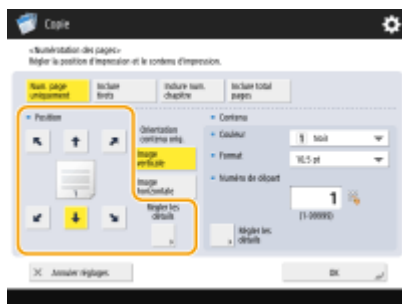 Copie
<Numérotation des pages>
Régler la position d'impression et le contenu d'impression.
Num. page uniquement
Inclure tirets
Inclure num. chapitre
Inclure total pages
Position
Orientation contenu orig.
Image verticale
Image horizontale
Régler les détails
Contenu
Couleur
1 Noir
Format
10,5 pt
Numéro de départ
1
(1-99999)
Régler les détails
Annuler réglages
OK